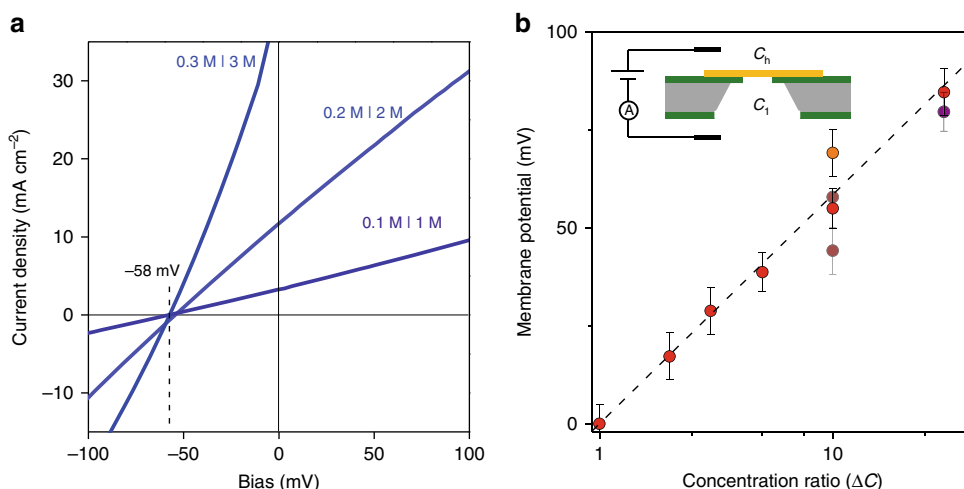 a
0.3 M | 3 M
0.2 M | 2 M
0.1 M | 1 M
–58 mV
Current density (mA cm⁻²)
30
20
10
0
–10
–100
–50
0
50
100
Bias (mV)
b
Cₕ
C₁
A
Membrane potential (mV)
100
50
0
1
10
Concentration ratio (ΔC)